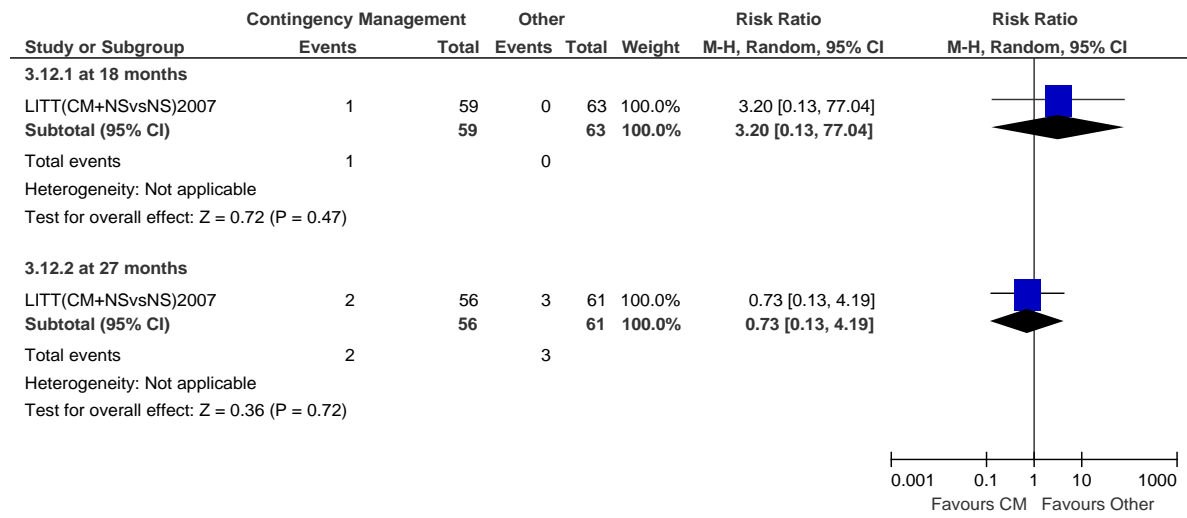 Contingency Management Other Risk Ratio Risk Ratio
Study or Subgroup Events Total Events Total Weight M-H, Random, 95% CI M-H, Random, 95% CI
3.12.1 at 18 months
LITT(CM+NSvsNS)2007 1 59 0 63 100.0% 3.20 [0.13, 77.04]
Subtotal (95% CI) 59 63 100.0% 3.20 [0.13, 77.04]
Total events 1 0
Heterogeneity: Not applicable
Test for overall effect: Z = 0.72 (P = 0.47)
3.12.2 at 27 months
LITT(CM+NSvsNS)2007 2 56 3 61 100.0% 0.73 [0.13, 4.19]
Subtotal (95% CI) 56 61 100.0% 0.73 [0.13, 4.19]
Total events 2 3
Heterogeneity: Not applicable
Test for overall effect: Z = 0.36 (P = 0.72)
0.001 0.1 1 10 1000
Favours CM Favours Other